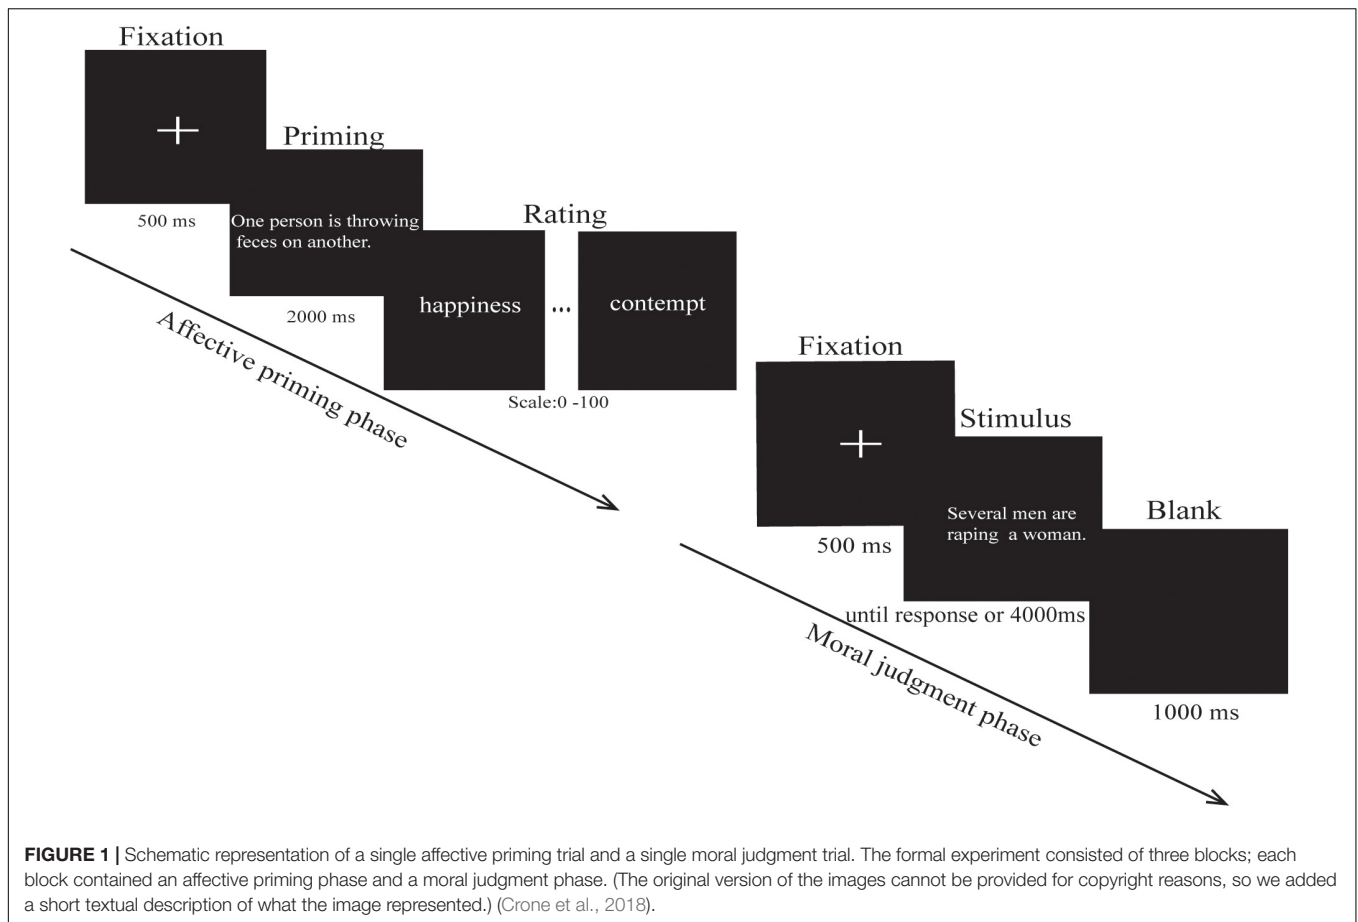 Fixation
500 ms
Priming
One person is throwing
feces on another.
2000 ms
Rating
happiness
...
contempt
Scale:0 -100
Affective priming phase
Fixation
500 ms
Stimulus
Several men are
raping  a woman.
until response or 4000ms
Blank
1000 ms
Moral judgment phase
FIGURE 1 | Schematic representation of a single affective priming trial and a single moral judgment trial. The formal experiment consisted of three blocks; each
block contained an affective priming phase and a moral judgment phase. (The original version of the images cannot be provided for copyright reasons, so we added
a short textual description of what the image represented.) (Crone et al., 2018).